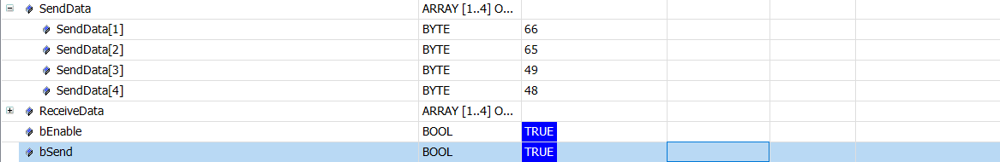 SendData ARRAY [1..4] O...
SendData[1] BYTE 66
SendData[2] BYTE 65
SendData[3] BYTE 49
SendData[4] BYTE 48
ReceiveData ARRAY [1..4] O...
bEnable BOOL TRUE
bSend BOOL TRUE